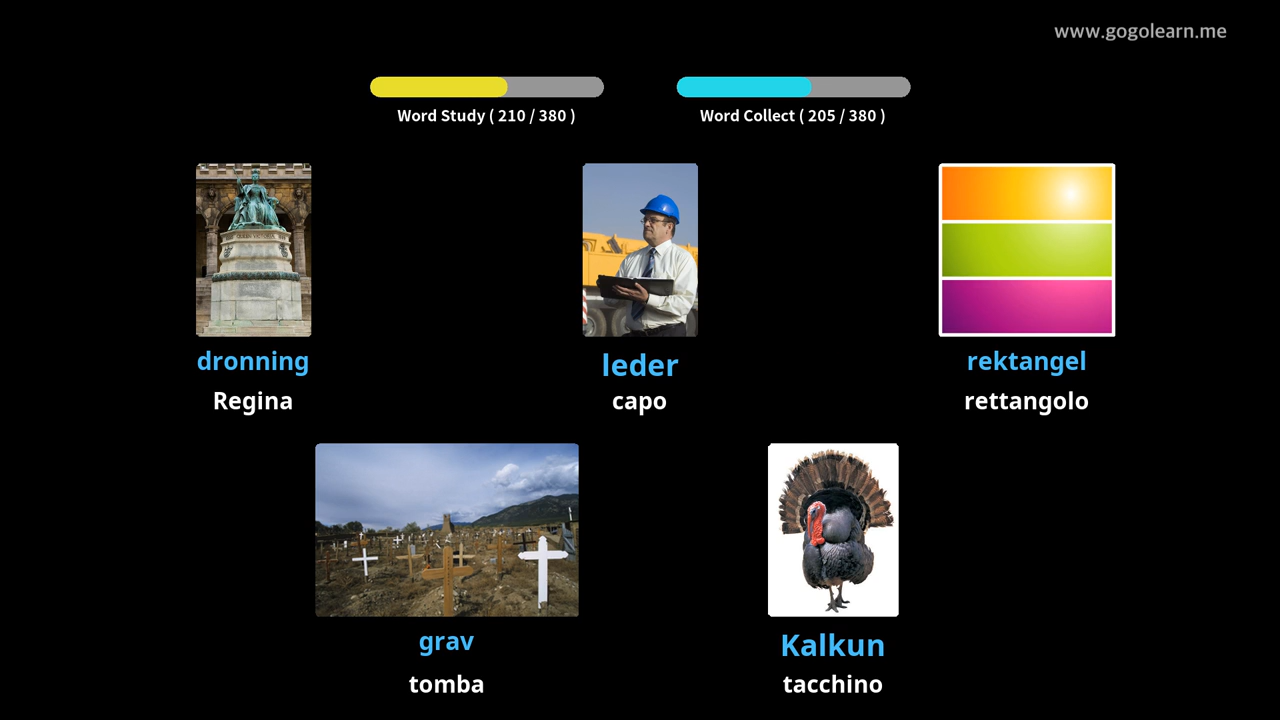 www.gogolearn.me
Word Study ( 210 / 380 )
Word Collect ( 205 / 380 )
dronning
Regina
leder
capo
rektangel
rettangolo
grav
tomba
Kalkun
tacchino